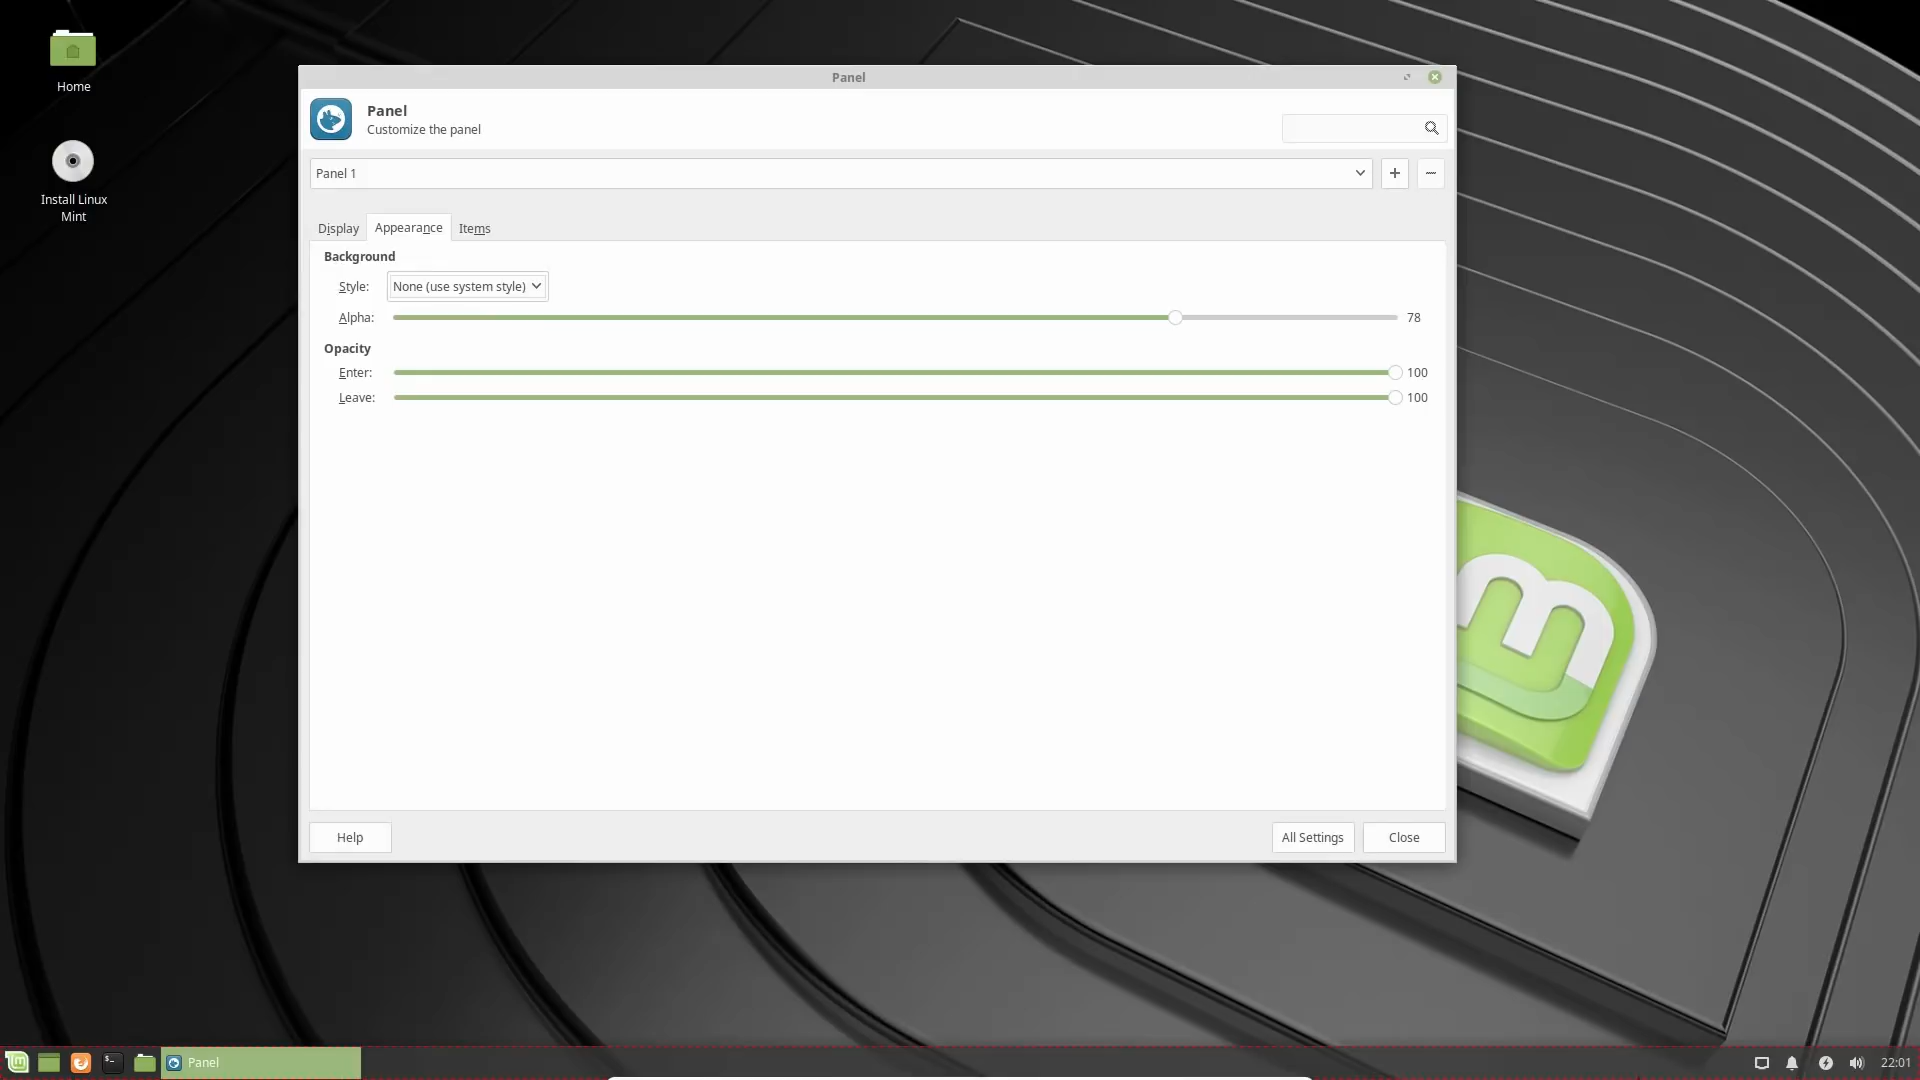 Home
Install Linux
Mint
Panel
Panel
Customize the panel
Panel 1
Display
Appearance
Items
Background
Style:
None (use system style)
Alpha:
78
Opacity
Enter:
100
Leave:
100
Help
All Settings
Close
Panel
22:01